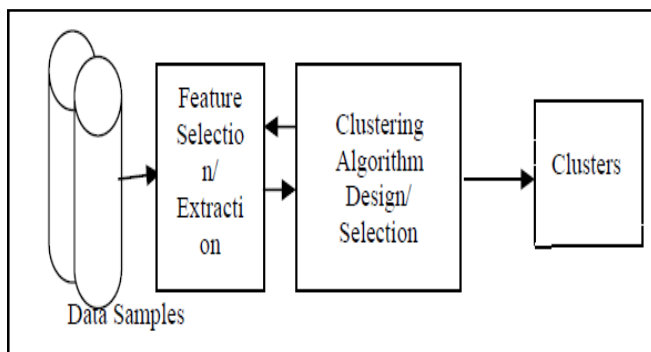 Feature
Selectio
n/
Extracti
on
Clustering
Algorithm
Design/
Selection
Clusters
Data Samples